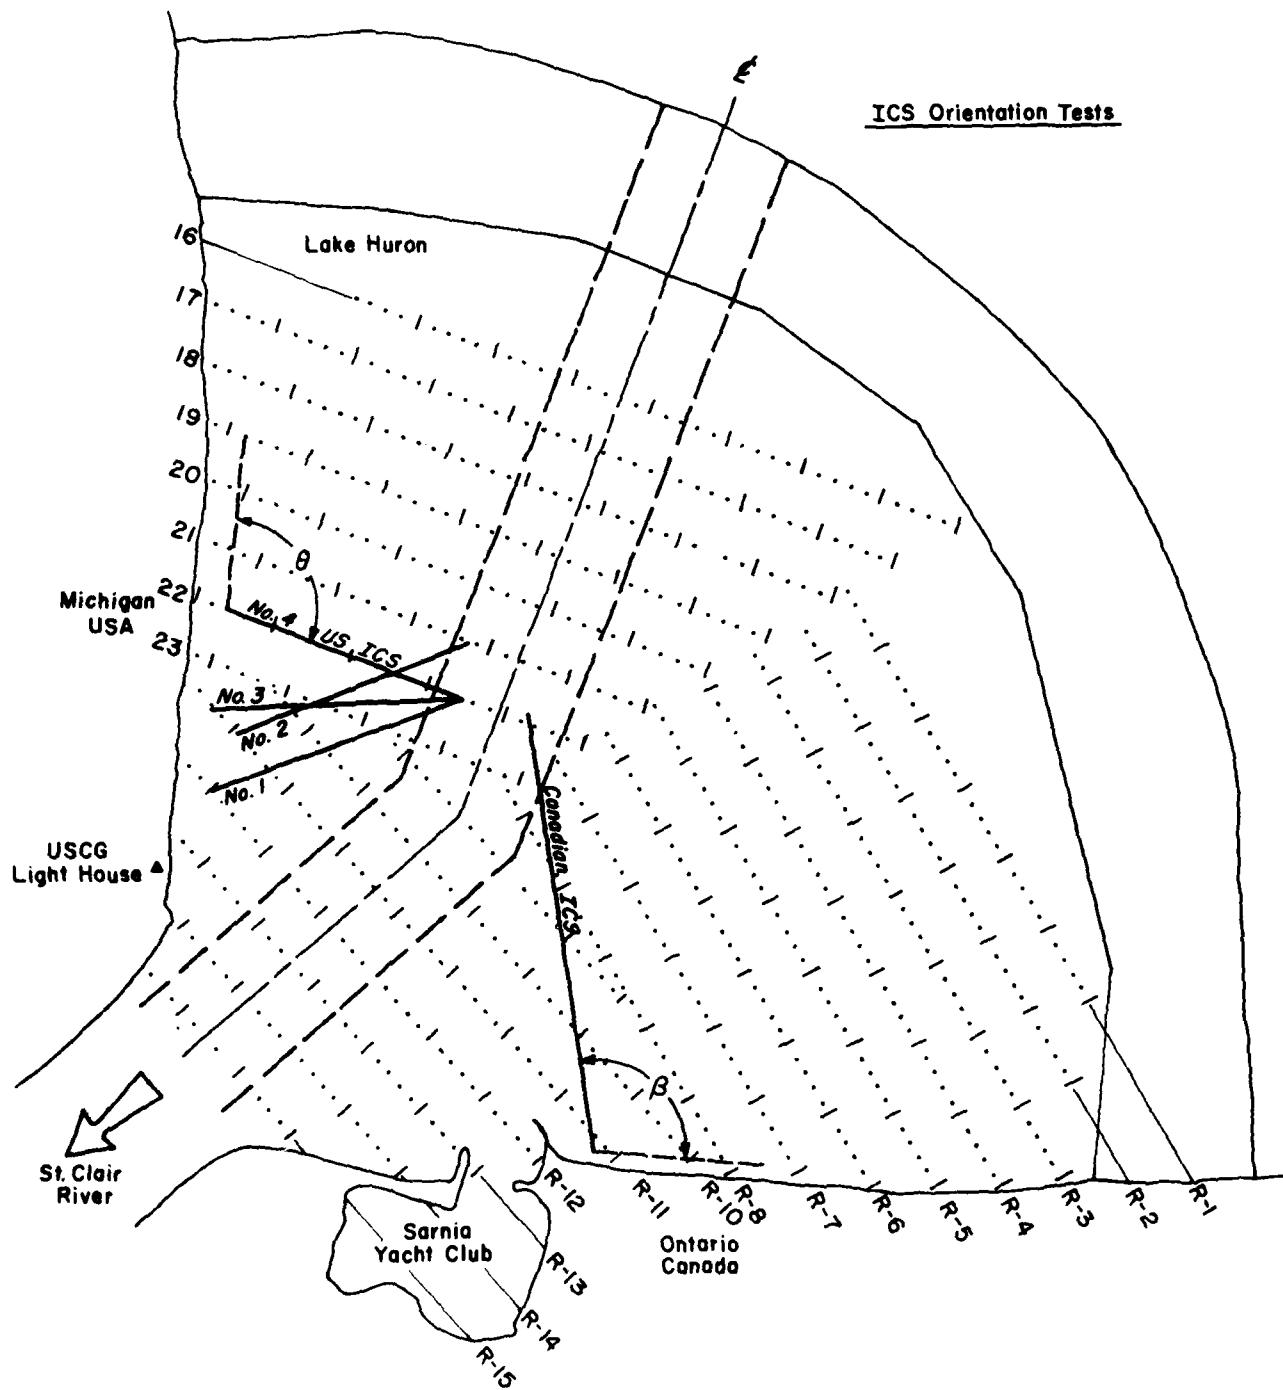 ℄
ICS Orientation Tests
16
Lake Huron
17
18
19
20
21
θ
22
Michigan
USA
No. 4
US ICS
23
No. 3
No. 2
No. 1
Canadian ICS
USCG
Light House
β
St. Clair
River
R-12
R-11
R-10
R-8
R-7
R-6
R-5
R-4
R-3
R-2
R-1
Sarnia
Yacht Club
Ontario
Canada
R-13
R-14
R-15